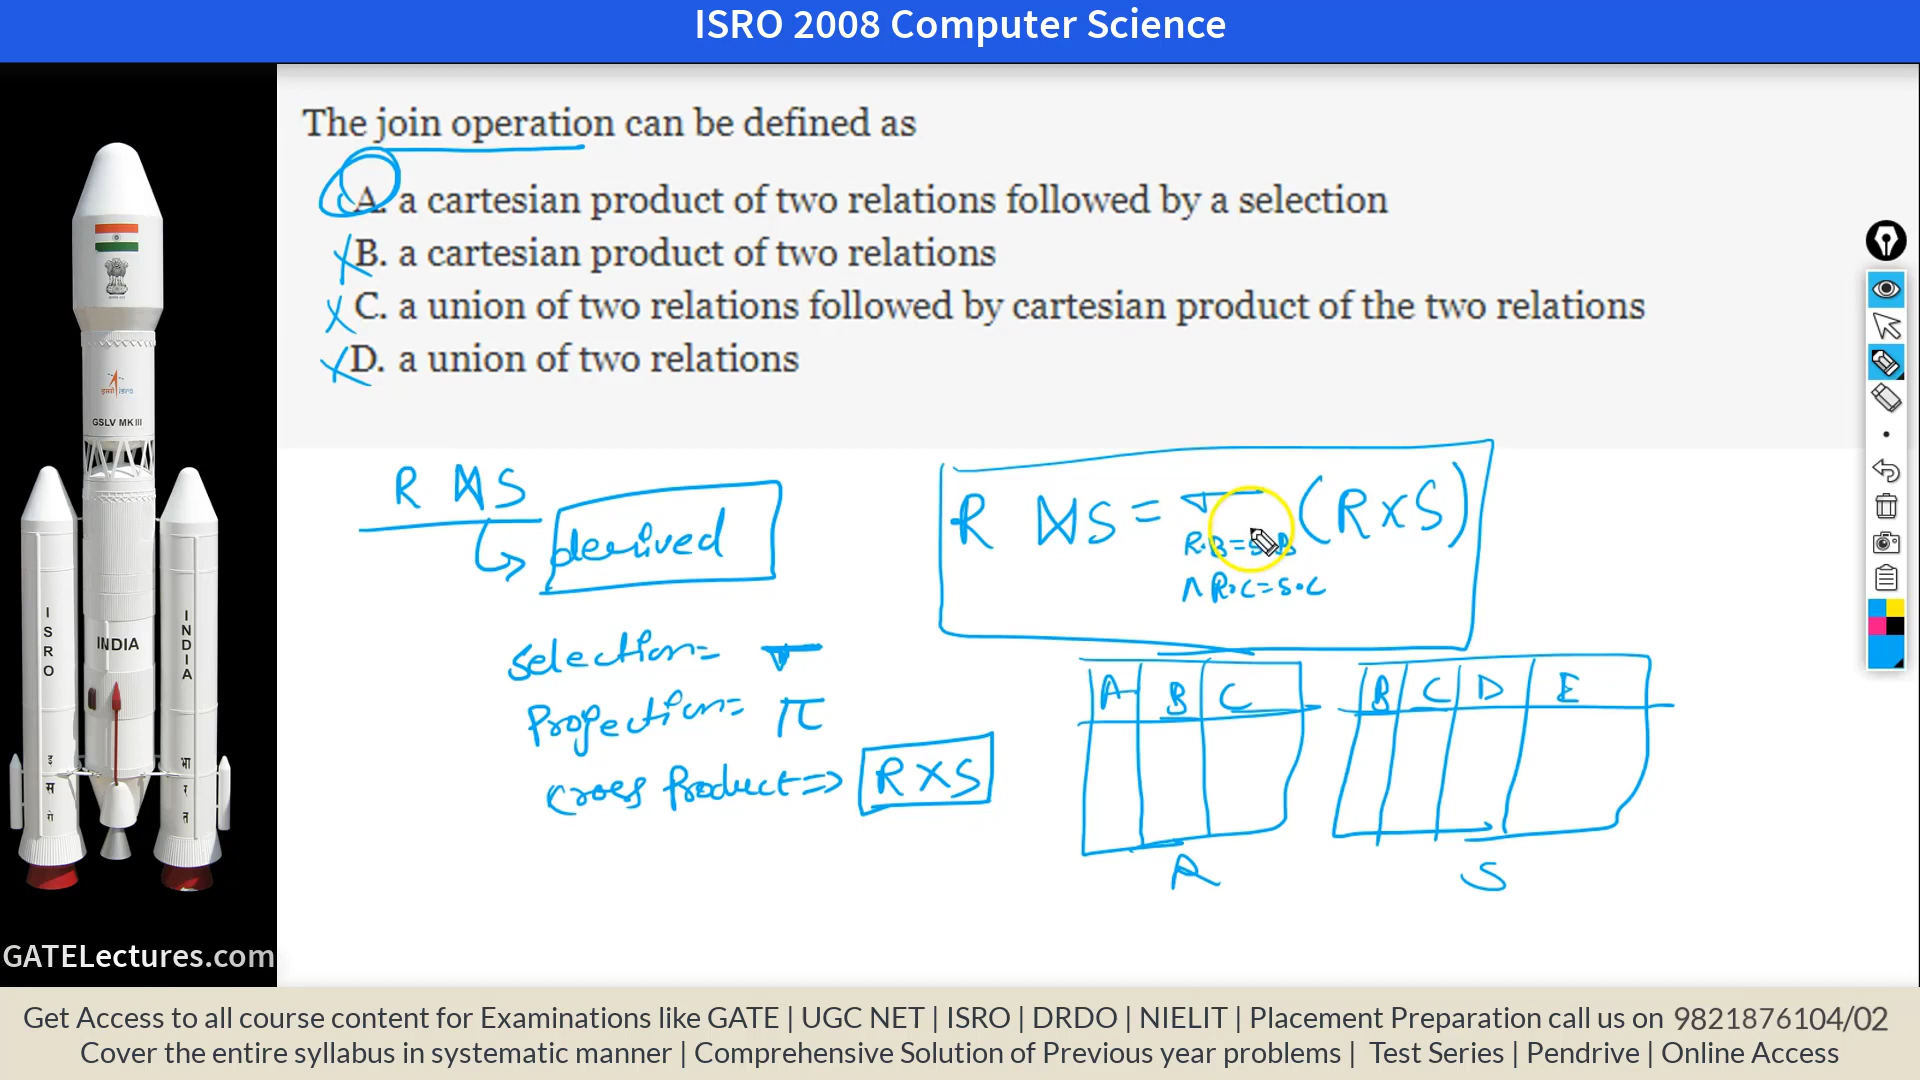 ISRO 2008 Computer Science
The join operation can be defined as
A. a cartesian product of two relations followed by a selection
B. a cartesian product of two relations
C. a union of two relations followed by cartesian product of the two relations
D. a union of two relations
R ⋈ S
derived
R ⋈ S = σ (R×S)
R.B=S.B
∧ R.C=S.C
selection= σ
Projection= π
cross Product=> R×S
A B C
B C D E
R
S
इसरो isro
GSLV MK III
I
S
R
O
INDIA
I
N
D
I
A
इ
स
रो
भा
र
त
GATELectures.com
Get Access to all course content for Examinations like GATE | UGC NET | ISRO | DRDO | NIELIT | Placement Preparation call us on 9821876104/02
Cover the entire syllabus in systematic manner | Comprehensive Solution of Previous year problems | Test Series | Pendrive | Online Access